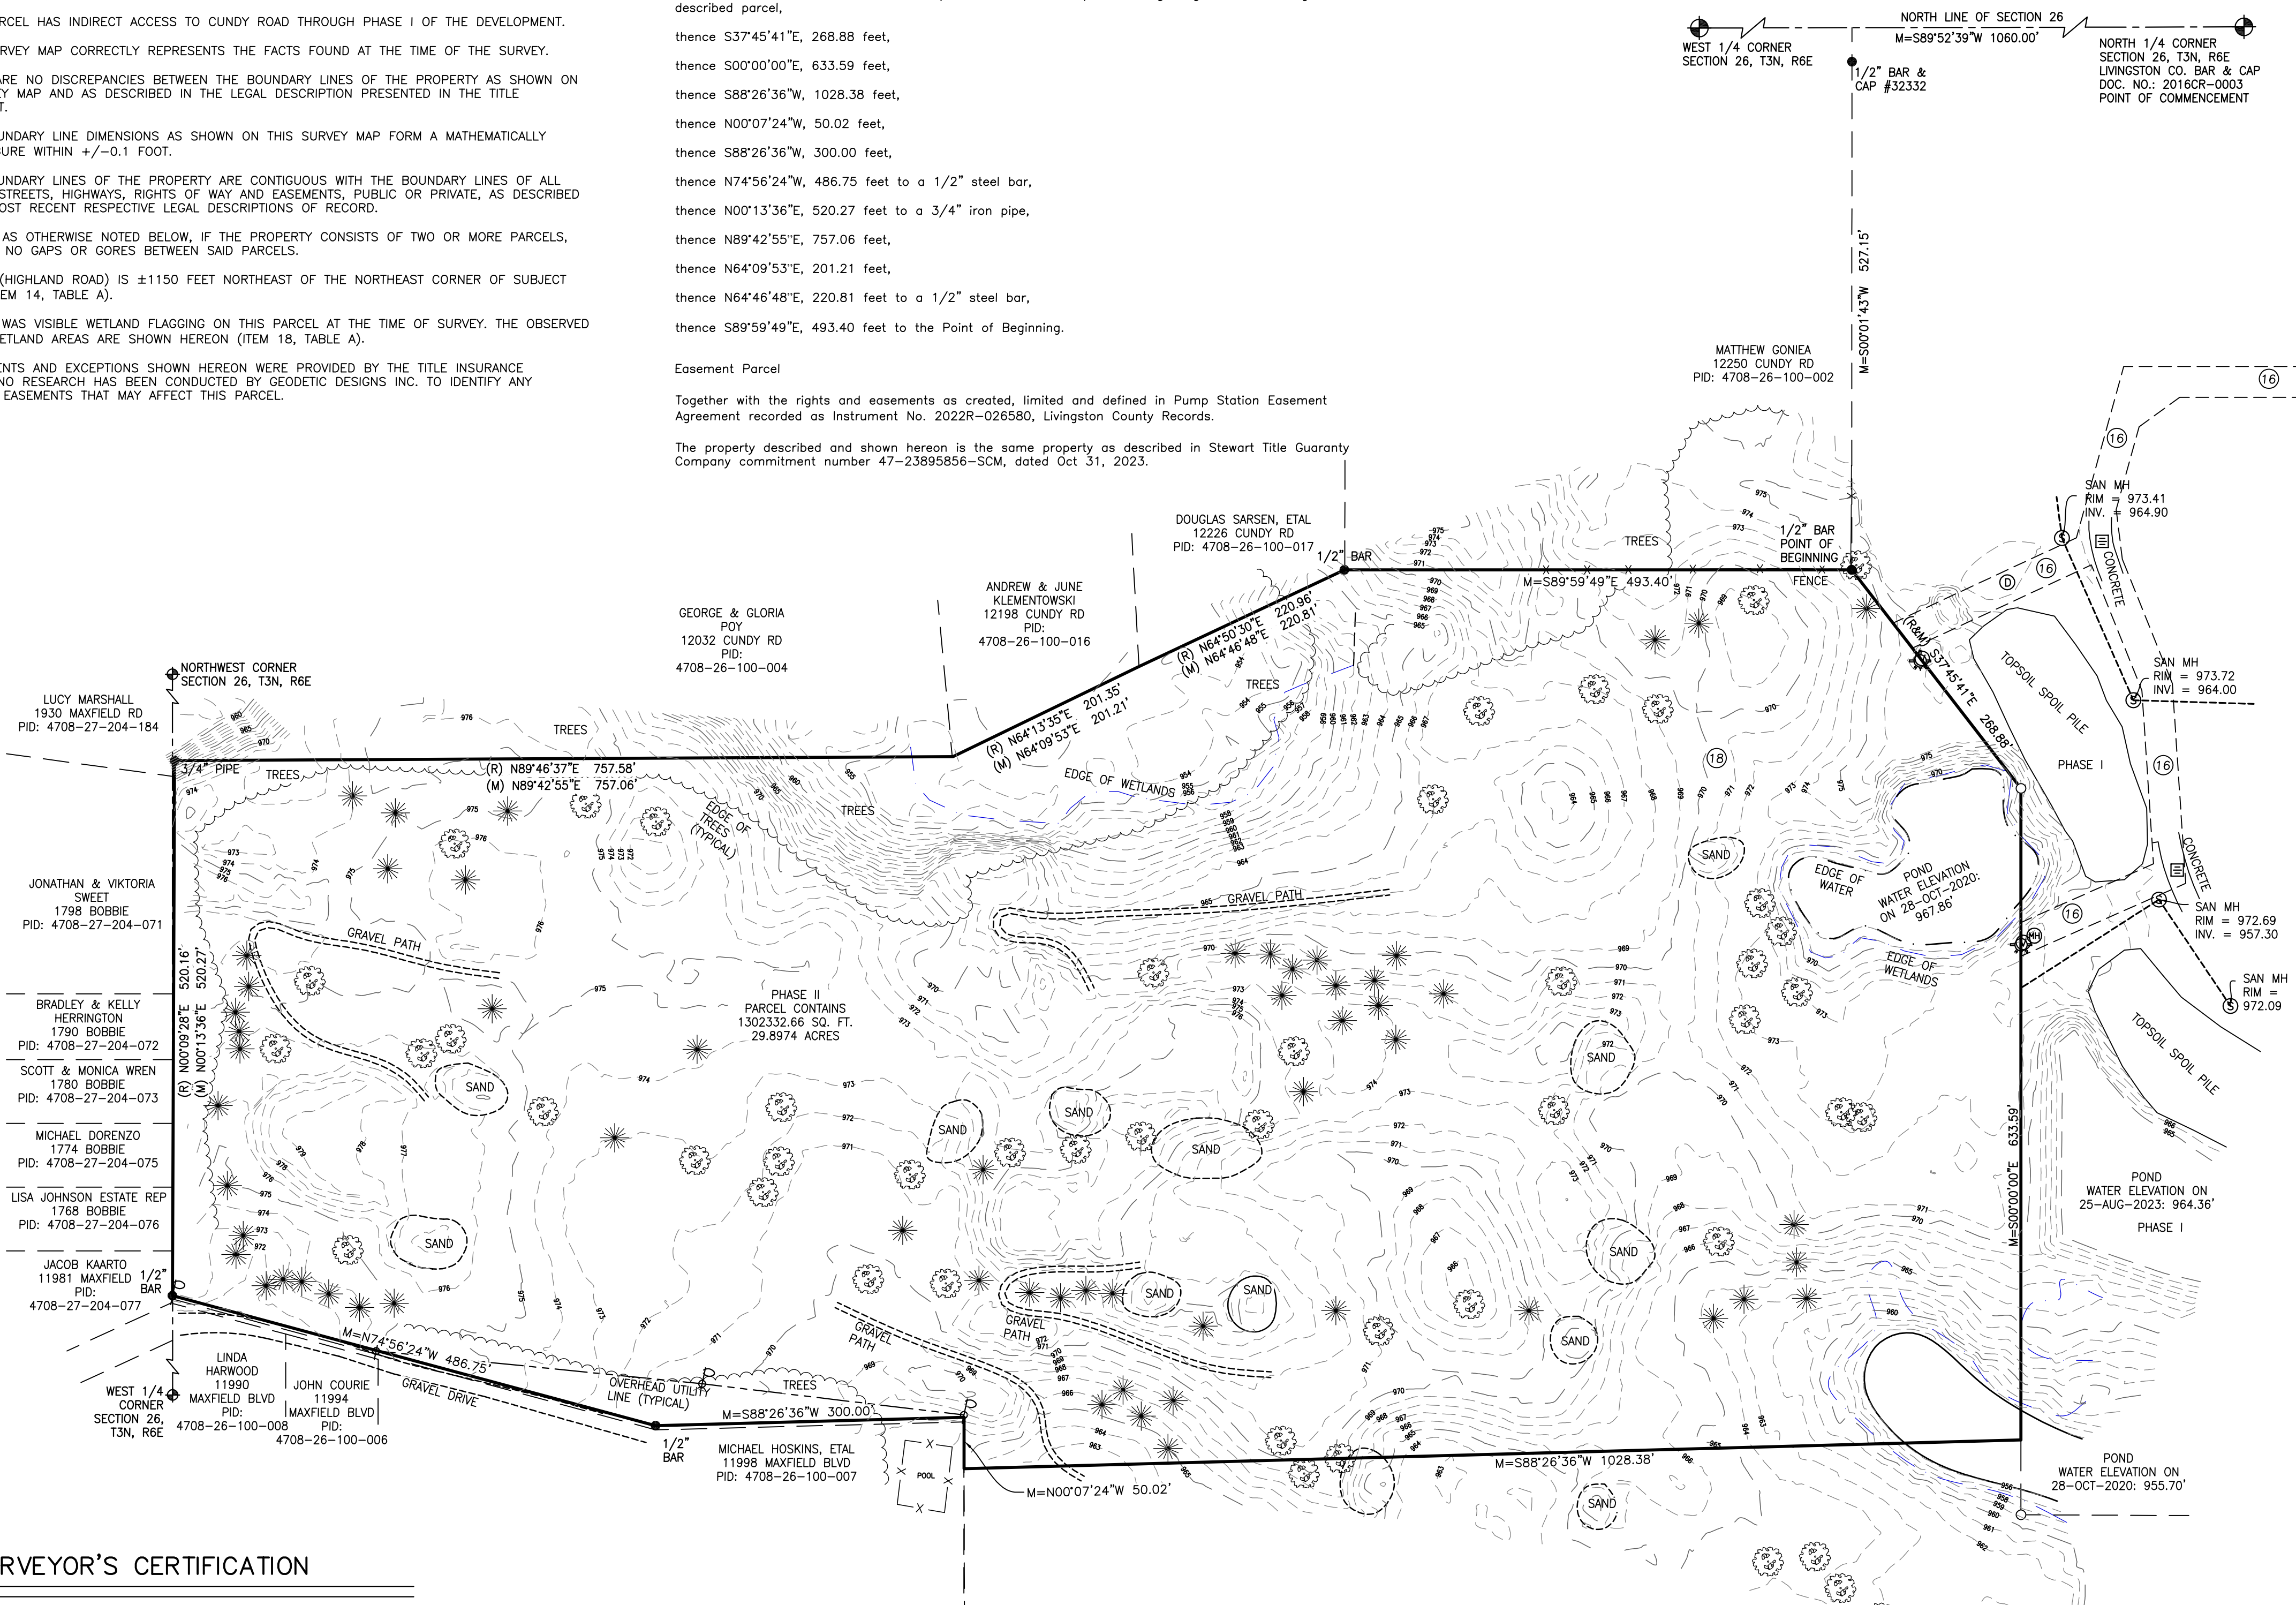 RCEL HAS INDIRECT ACCESS TO CUNDY ROAD THROUGH PHASE I OF THE DEVELOPMENT.
RVEY MAP CORRECTLY REPRESENTS THE FACTS FOUND AT THE TIME OF THE SURVEY.
ARE NO DISCREPANCIES BETWEEN THE BOUNDARY LINES OF THE PROPERTY AS SHOWN ON
EY MAP AND AS DESCRIBED IN THE LEGAL DESCRIPTION PRESENTED IN THE TITLE
T.
UNDARY LINE DIMENSIONS AS SHOWN ON THIS SURVEY MAP FORM A MATHEMATICALLY
URE WITHIN +/-0.1 FOOT.
UNDARY LINES OF THE PROPERTY ARE CONTIGUOUS WITH THE BOUNDARY LINES OF ALL
STREETS, HIGHWAYS, RIGHTS OF WAY AND EASEMENTS, PUBLIC OR PRIVATE, AS DESCRIBED
OST RECENT RESPECTIVE LEGAL DESCRIPTIONS OF RECORD.
AS OTHERWISE NOTED BELOW, IF THE PROPERTY CONSISTS OF TWO OR MORE PARCELS,
NO GAPS OR GORES BETWEEN SAID PARCELS.
(HIGHLAND ROAD) IS ±1150 FEET NORTHEAST OF THE NORTHEAST CORNER OF SUBJECT
EM 14, TABLE A).
WAS VISIBLE WETLAND FLAGGING ON THIS PARCEL AT THE TIME OF SURVEY. THE OBSERVED
ETLAND AREAS ARE SHOWN HEREON (ITEM 18, TABLE A).
ENTS AND EXCEPTIONS SHOWN HEREON WERE PROVIDED BY THE TITLE INSURANCE
NO RESEARCH HAS BEEN CONDUCTED BY GEODETIC DESIGNS INC. TO IDENTIFY ANY
EASEMENTS THAT MAY AFFECT THIS PARCEL.
described parcel,
thence S37°45'41"E, 268.88 feet,
thence S00°00'00"E, 633.59 feet,
thence S88°26'36"W, 1028.38 feet,
thence N00°07'24"W, 50.02 feet,
thence S88°26'36"W, 300.00 feet,
thence N74°56'24"W, 486.75 feet to a 1/2" steel bar,
thence N00°13'36"E, 520.27 feet to a 3/4" iron pipe,
thence N89°42'55"E, 757.06 feet,
thence N64°09'53"E, 201.21 feet,
thence N64°46'48"E, 220.81 feet to a 1/2" steel bar,
thence S89°59'49"E, 493.40 feet to the Point of Beginning.
Easement Parcel
Together with the rights and easements as created, limited and defined in Pump Station Easement
Agreement recorded as Instrument No. 2022R-026580, Livingston County Records.
The property described and shown hereon is the same property as described in Stewart Title Guaranty
Company commitment number 47-23895856-SCM, dated Oct 31, 2023.
NORTH LINE OF SECTION 26
M=S89°52'39"W 1060.00'
WEST 1/4 CORNER
SECTION 26, T3N, R6E
1/2" BAR &
CAP #32332
NORTH 1/4 CORNER
SECTION 26, T3N, R6E
LIVINGSTON CO. BAR & CAP
DOC. NO.: 2016CR-0003
POINT OF COMMENCEMENT
M=S00°01'43"W 527.15'
MATTHEW GONIEA
12250 CUNDY RD
PID: 4708-26-100-002
DOUGLAS SARSEN, ETAL
12226 CUNDY RD
PID: 4708-26-100-017
1/2" BAR
1/2" BAR
POINT OF
BEGINNING
TREES
FENCE
M=S89°59'49"E 493.40'
SAN MH
RIM = 973.41
INV. = 964.90
CONCRETE
16
16
16
D
SAN MH
RIM = 973.72
INV. = 964.00
(R&M) S37°45'41"E 268.88'
TOPSOIL SPOIL PILE
PHASE I
16
ANDREW & JUNE
KLEMENTOWSKI
12198 CUNDY RD
PID:
4708-26-100-016
GEORGE & GLORIA
POY
12032 CUNDY RD
PID:
4708-26-100-004
(R) N64°50'30"E 220.96'
(M) N64°46'48"E 220.81'
(R) N64°13'35"E 201.35'
(M) N64°09'53"E 201.21'
TREES
NORTHWEST CORNER
SECTION 26, T3N, R6E
LUCY MARSHALL
1930 MAXFIELD RD
PID: 4708-27-204-184
3/4" PIPE
TREES
TREES
(R) N89°46'37"E 757.58'
(M) N89°42'55"E 757.06'
EDGE OF
TREES
(TYPICAL)
TREES
EDGE OF WETLANDS
18
SAND
EDGE OF
WATER
POND
WATER ELEVATION
ON 28-OCT-2020:
967.86'
EDGE OF
WETLANDS
MH
16
CONCRETE
SAN MH
RIM = 972.69
INV. = 957.30
SAN MH
RIM =
972.09
TOPSOIL SPOIL PILE
JONATHAN & VIKTORIA
SWEET
1798 BOBBIE
PID: 4708-27-204-071
BRADLEY & KELLY
HERRINGTON
1790 BOBBIE
PID: 4708-27-204-072
SCOTT & MONICA WREN
1780 BOBBIE
PID: 4708-27-204-073
MICHAEL DORENZO
1774 BOBBIE
PID: 4708-27-204-075
LISA JOHNSON ESTATE REP
1768 BOBBIE
PID: 4708-27-204-076
JACOB KAARTO
11981 MAXFIELD
PID:
4708-27-204-077
1/2"
BAR
(R) N00°09'28"E 520.16'
(M) N00°13'36"E 520.27'
GRAVEL PATH
GRAVEL PATH
PHASE II
PARCEL CONTAINS
1302332.66 SQ. FT.
29.8974 ACRES
SAND
SAND
SAND
SAND
SAND
SAND
SAND
SAND
SAND
SAND
SAND
M=S00°00'00"E 633.59'
POND
WATER ELEVATION ON
25-AUG-2023: 964.36'
PHASE I
GRAVEL
PATH
GRAVEL
PATH
M=N74°56'24"W 486.75'
GRAVEL DRIVE
OVERHEAD UTILITY
LINE (TYPICAL)
TREES
M=S88°26'36"W 300.00'
WEST 1/4
CORNER
SECTION 26,
T3N, R6E
LINDA
HARWOOD
11990
MAXFIELD BLVD
PID:
4708-26-100-008
JOHN COURIE
11994
MAXFIELD BLVD
PID:
4708-26-100-006
1/2"
BAR
MICHAEL HOSKINS, ETAL
11998 MAXFIELD BLVD
PID: 4708-26-100-007
POOL
M=N00°07'24"W 50.02'
M=S88°26'36"W 1028.38'
SAND
POND
WATER ELEVATION ON
28-OCT-2020: 955.70'
RVEYOR'S CERTIFICATION